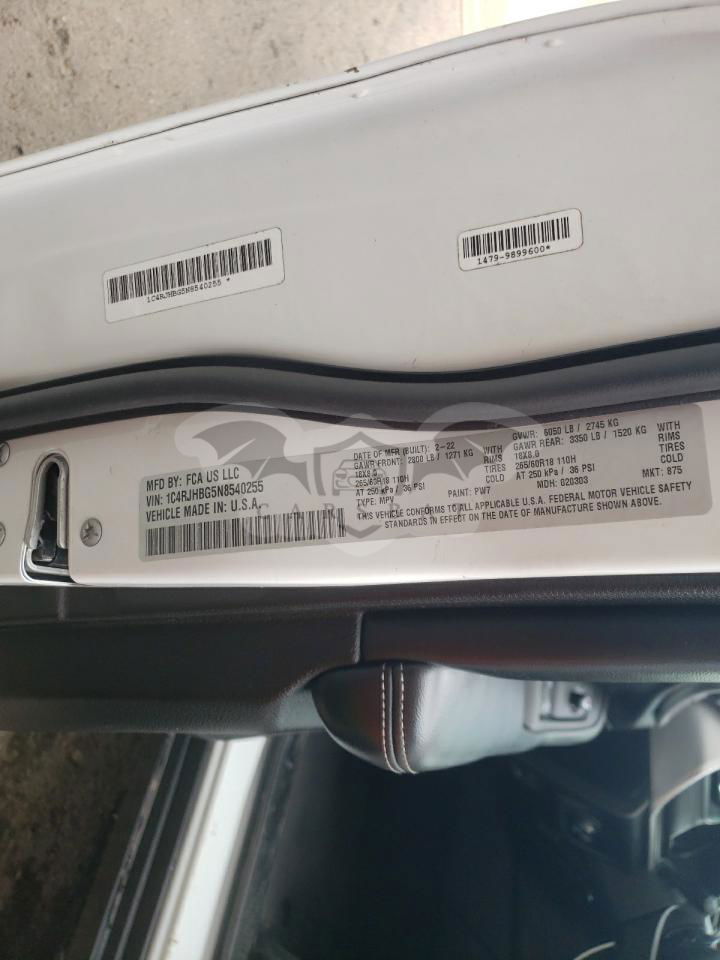 1C4RJHBG5N8540255 *
1479-9899600*
MFD BY: FCA US LLC
VIN: 1C4RJHBG5N8540255
VEHICLE MADE IN: U.S.A.
DATE OF MFR (BUILT): 2-22
GAWR FRONT: 2800 LB / 1271 KG WITH
18X8.0 RIMS
265/60R18 110H TIRES
AT 250 kPa / 36 PSI COLD
TYPE: MPV PAINT: PW7
GVWR: 6050 LB / 2745 KG
GAWR REAR: 3350 LB / 1520 KG WITH
18X8.0 RIMS
265/60R18 110H TIRES
AT 250 kPa / 36 PSI COLD
MDH: 020303 MKT: 875
THIS VEHICLE CONFORMS TO ALL APPLICABLE U.S.A. FEDERAL MOTOR VEHICLE SAFETY
STANDARDS IN EFFECT ON THE DATE OF MANUFACTURE SHOWN ABOVE.